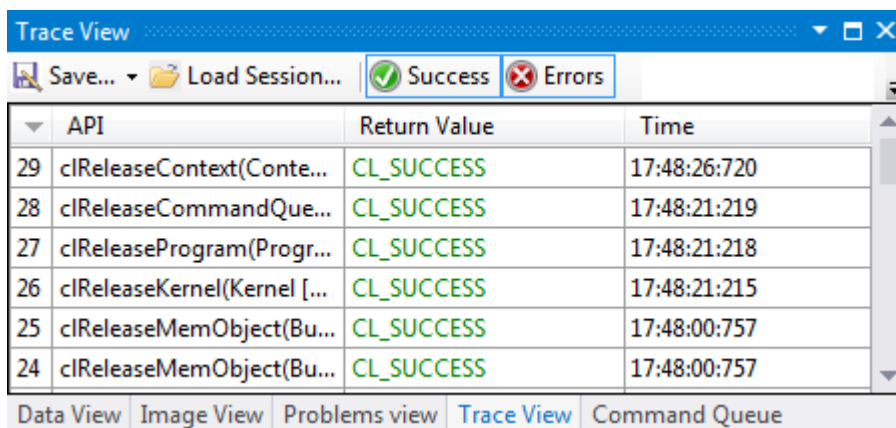 Trace View
Save... Load Session... Success Errors
API Return Value Time
29 clReleaseContext(Conte... CL_SUCCESS 17:48:26:720
28 clReleaseCommandQue... CL_SUCCESS 17:48:21:219
27 clReleaseProgram(Progr... CL_SUCCESS 17:48:21:218
26 clReleaseKernel(Kernel [... CL_SUCCESS 17:48:21:215
25 clReleaseMemObject(Bu... CL_SUCCESS 17:48:00:757
24 clReleaseMemObject(Bu... CL_SUCCESS 17:48:00:757
Data View Image View Problems view Trace View Command Queue